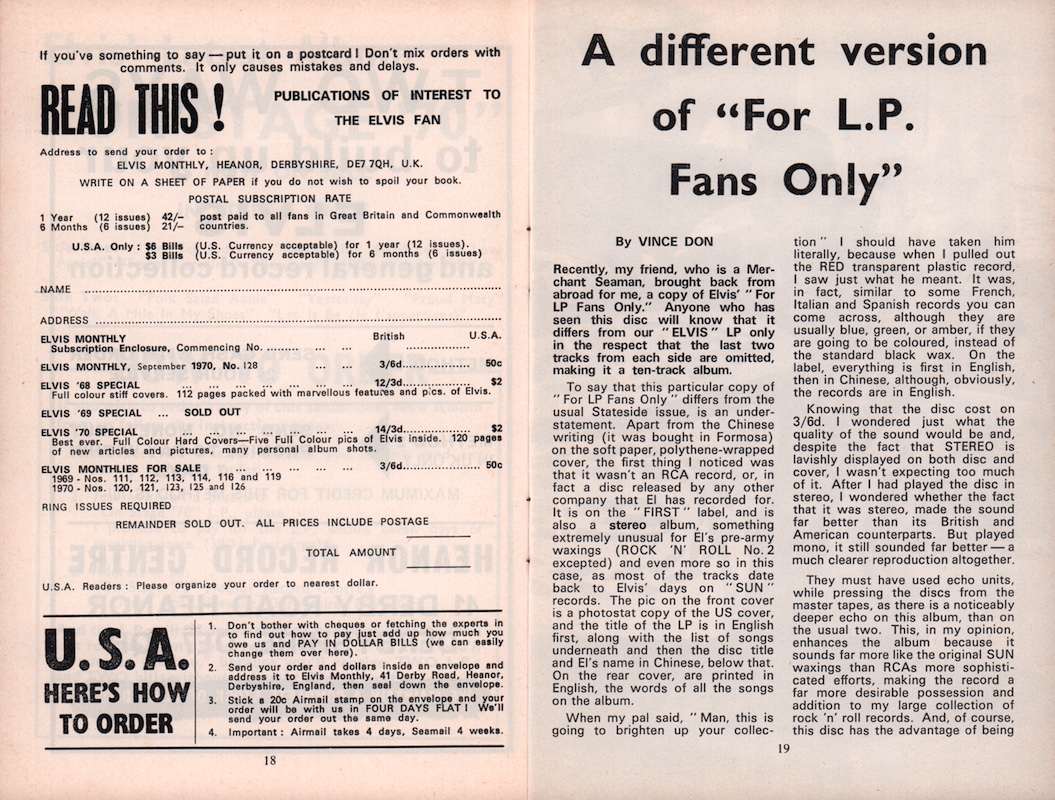 If you've something to say — put it on a postcard! Don't mix orders with
comments. It only causes mistakes and delays.
READ THIS!
PUBLICATIONS OF INTEREST TO
THE ELVIS FAN
Address to send your order to :
ELVIS MONTHLY, HEANOR, DERBYSHIRE, DE7 7QH, U.K.
WRITE ON A SHEET OF PAPER if you do not wish to spoil your book.
POSTAL SUBSCRIPTION RATE
1 Year (12 issues) 42/– post paid to all fans in Great Britain and Commonwealth
6 Months (6 issues) 21/– countries.
U.S.A. Only : $6 Bills (U.S. Currency acceptable) for 1 year (12 issues).
$3 Bills (U.S. Currency acceptable) for 6 months (6 issues)
NAME
ADDRESS
ELVIS MONTHLY British U.S.A.
Subscription Enclosure, Commencing No. ......... ... ...
ELVIS MONTHLY, September 1970, No. 128 ... ... 3/6d.................. 50c
ELVIS '68 SPECIAL ... ... ... ... ... ... 12/3d.................. $2
Full colour stiff covers. 112 pages packed with marvellous features and pics. of Elvis.
ELVIS '69 SPECIAL ... SOLD OUT
ELVIS '70 SPECIAL ... ... ... ... ... ... 14/3d.................. $2
Best ever. Full Colour Hard Covers—Five Full Colour pics of Elvis inside. 120 pages
of new articles and pictures, many personal album shots.
ELVIS MONTHLIES FOR SALE ... ... ... ... 3/6d.................. 50c
1969 - Nos. 111, 112, 113, 114, 116 and 119
1970 - Nos. 120, 121, 123, 125 and 126
RING ISSUES REQUIRED
REMAINDER SOLD OUT. ALL PRICES INCLUDE POSTAGE
TOTAL AMOUNT
U.S.A. Readers : Please organize your order to nearest dollar.
U.S.A.
HERE'S HOW
TO ORDER
1. Don't bother with cheques or fetching the experts in
to find out how to pay just add up how much you
owe us and PAY IN DOLLAR BILLS (we can easily
change them over here).
2. Send your order and dollars inside an envelope and
address it to Elvis Monthly, 41 Derby Road, Heanor,
Derbyshire, England, then seal down the envelope.
3. Stick a 20c Airmail stamp on the envelope and your
order will be with us in FOUR DAYS FLAT! We'll
send your order out the same day.
4. Important : Airmail takes 4 days, Seamail 4 weeks.
18
A different version
of "For L.P.
Fans Only"
By VINCE DON
Recently, my friend, who is a Mer-
chant Seaman, brought back from
abroad for me, a copy of Elvis' "For
LP Fans Only." Anyone who has
seen this disc will know that it
differs from our "ELVIS" LP only
in the respect that the last two
tracks from each side are omitted,
making it a ten-track album.
To say that this particular copy of
"For LP Fans Only" differs from the
usual Stateside issue, is an under-
statement. Apart from the Chinese
writing (it was bought in Formosa)
on the soft paper, polythene-wrapped
cover, the first thing I noticed was
that it wasn't an RCA record, or, in
fact a disc released by any other
company that El has recorded for.
It is on the "FIRST" label, and is
also a stereo album, something
extremely unusual for El's pre-army
waxings (ROCK 'N' ROLL No. 2
excepted) and even more so in this
case, as most of the tracks date
back to Elvis' days on "SUN"
records. The pic on the front cover
is a photostat copy of the US cover,
and the title of the LP is in English
first, along with the list of songs
underneath and then the disc title
and El's name in Chinese, below that.
On the rear cover, are printed in
English, the words of all the songs
on the album.
When my pal said, "Man, this is
going to brighten up your collec-
tion" I should have taken him
literally, because when I pulled out
the RED transparent plastic record,
I saw just what he meant. It was,
in fact, similar to some French,
Italian and Spanish records you can
come across, although they are
usually blue, green, or amber, if they
are going to be coloured, instead of
the standard black wax. On the
label, everything is first in English,
then in Chinese, although, obviously,
the records are in English.
Knowing that the disc cost on
3/6d. I wondered just what the
quality of the sound would be and,
despite the fact that STEREO is
lavishly displayed on both disc and
cover, I wasn't expecting too much
of it. After I had played the disc in
stereo, I wondered whether the fact
that it was stereo, made the sound
far better than its British and
American counterparts. But played
mono, it still sounded far better — a
much clearer reproduction altogether.
They must have used echo units,
while pressing the discs from the
master tapes, as there is a noticeably
deeper echo on this album, than on
the usual two. This, in my opinion,
enhances the album because it
sounds far more like the original SUN
waxings than RCAs more sophisti-
cated efforts, making the record a
far more desirable possession and
addition to my large collection of
rock 'n' roll records. And, of course,
this disc has the advantage of being
19